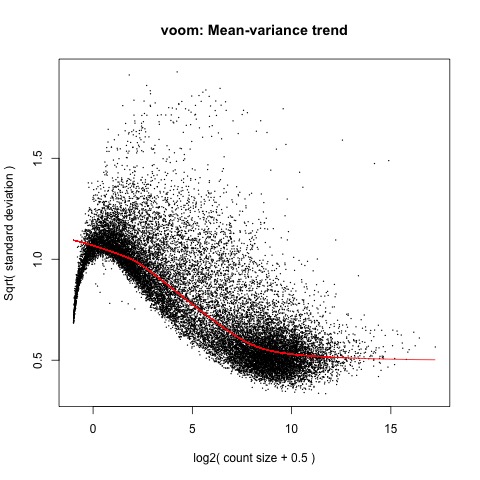 voom: Mean-variance trend
Sqrt( standard deviation )
1.5
1.0
0.5
0
5
10
15
log2( count size + 0.5 )